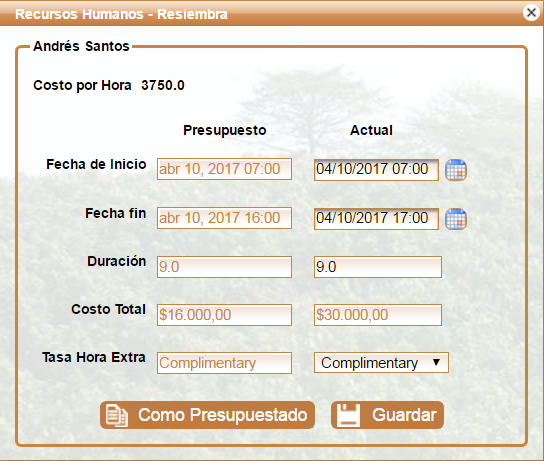 Recursos Humanos - Resiembra
Andrés Santos
Costo por Hora 3750.0
Presupuesto Actual
Fecha de Inicio abr 10, 2017 07:00 04/10/2017 07:00
Fecha fin abr 10, 2017 16:00 04/10/2017 17:00
Duración 9.0 9.0
Costo Total $16.000,00 $30.000,00
Tasa Hora Extra Complimentary Complimentary
Como Presupuestado Guardar